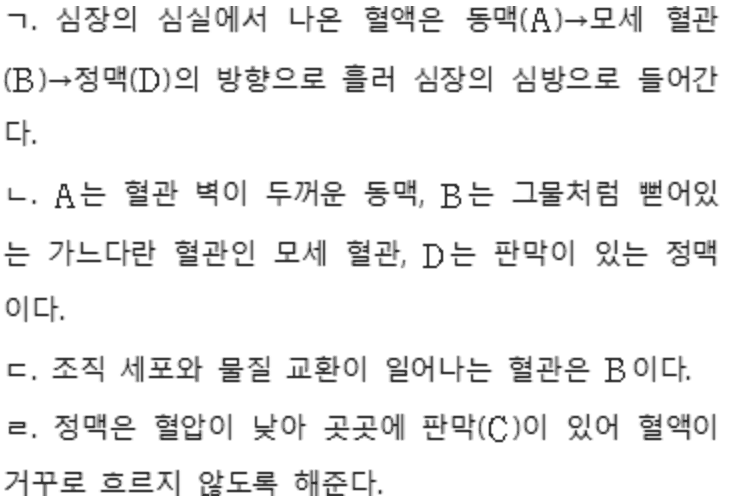 ㄱ. 심장의 심실에서 나온 혈액은 동맥(A)→모세 혈관
(B)→정맥(D)의 방향으로 흘러 심장의 심방으로 들어간
다.
ㄴ. A는 혈관 벽이 두꺼운 동맥, B는 그물처럼 뻗어있
는 가느다란 혈관인 모세 혈관, D는 판막이 있는 정맥
이다.
ㄷ. 조직 세포와 물질 교환이 일어나는 혈관은 B이다.
ㄹ. 정맥은 혈압이 낮아 곳곳에 판막(C)이 있어 혈액이
거꾸로 흐르지 않도록 해준다.